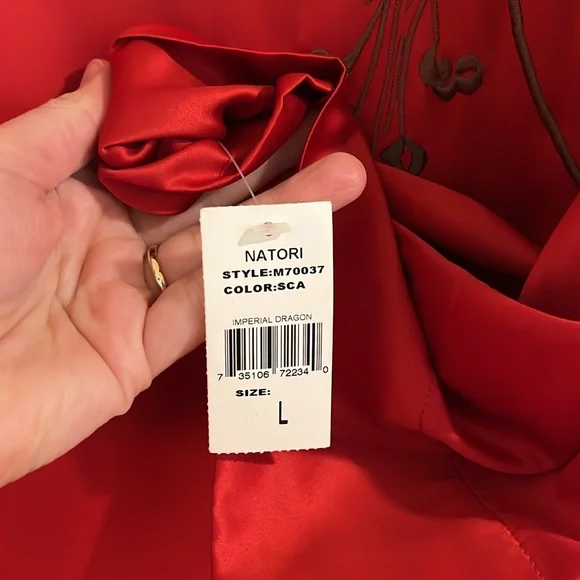 NATORI
STYLE:M70037
COLOR:SCA
IMPERIAL DRAGON
7 35106 72234 0
SIZE:
L